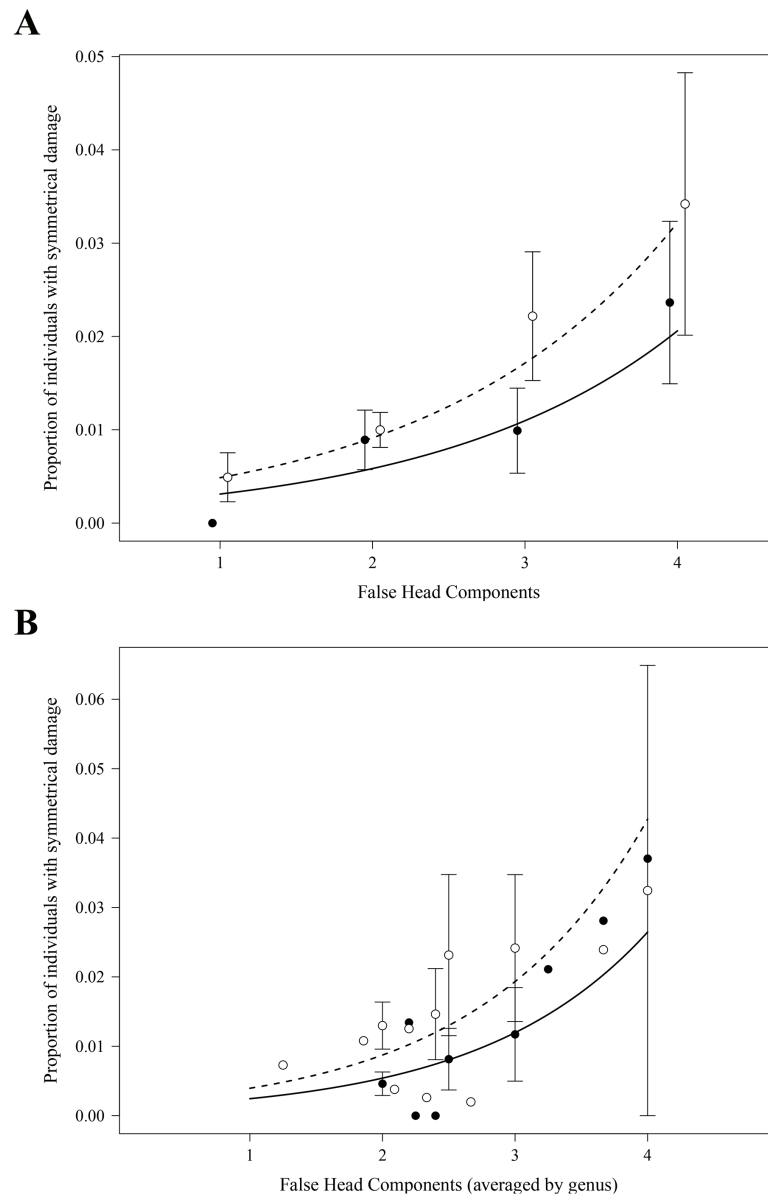 A
Proportion of individuals with symmetrical damage
0.05
0.04
0.03
0.02
0.01
0.00
1 2 3 4
False Head Components
B
Proportion of individuals with symmetrical damage
0.06
0.05
0.04
0.03
0.02
0.01
0.00
1 2 3 4
False Head Components (averaged by genus)